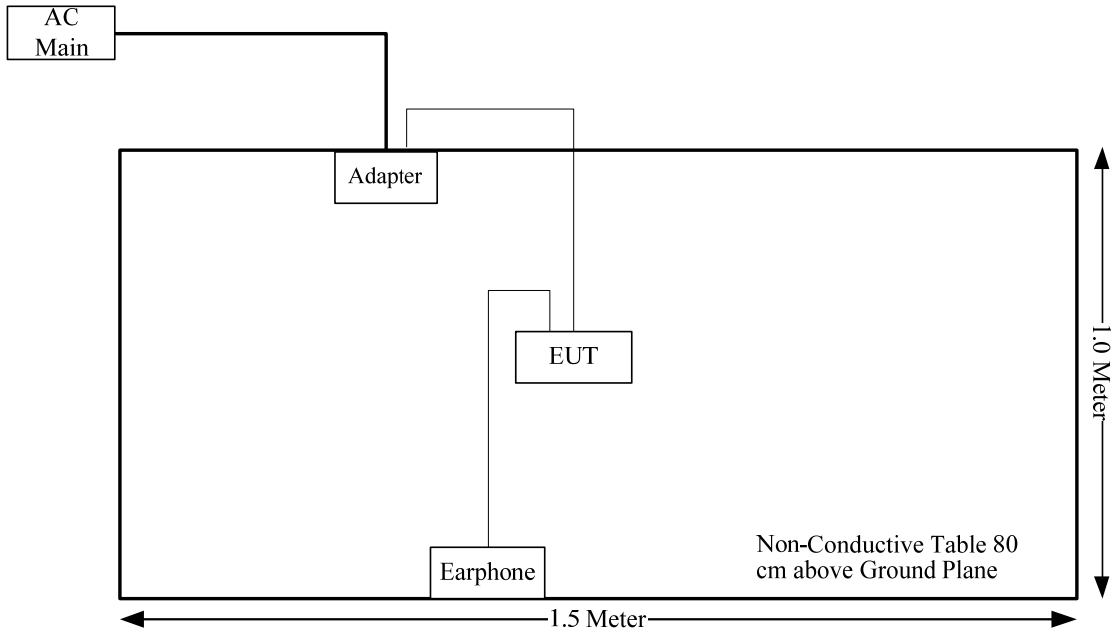 AC
Main
Adapter
EUT
1.0 Meter
Non-Conductive Table 80
cm above Ground Plane
Earphone
1.5 Meter